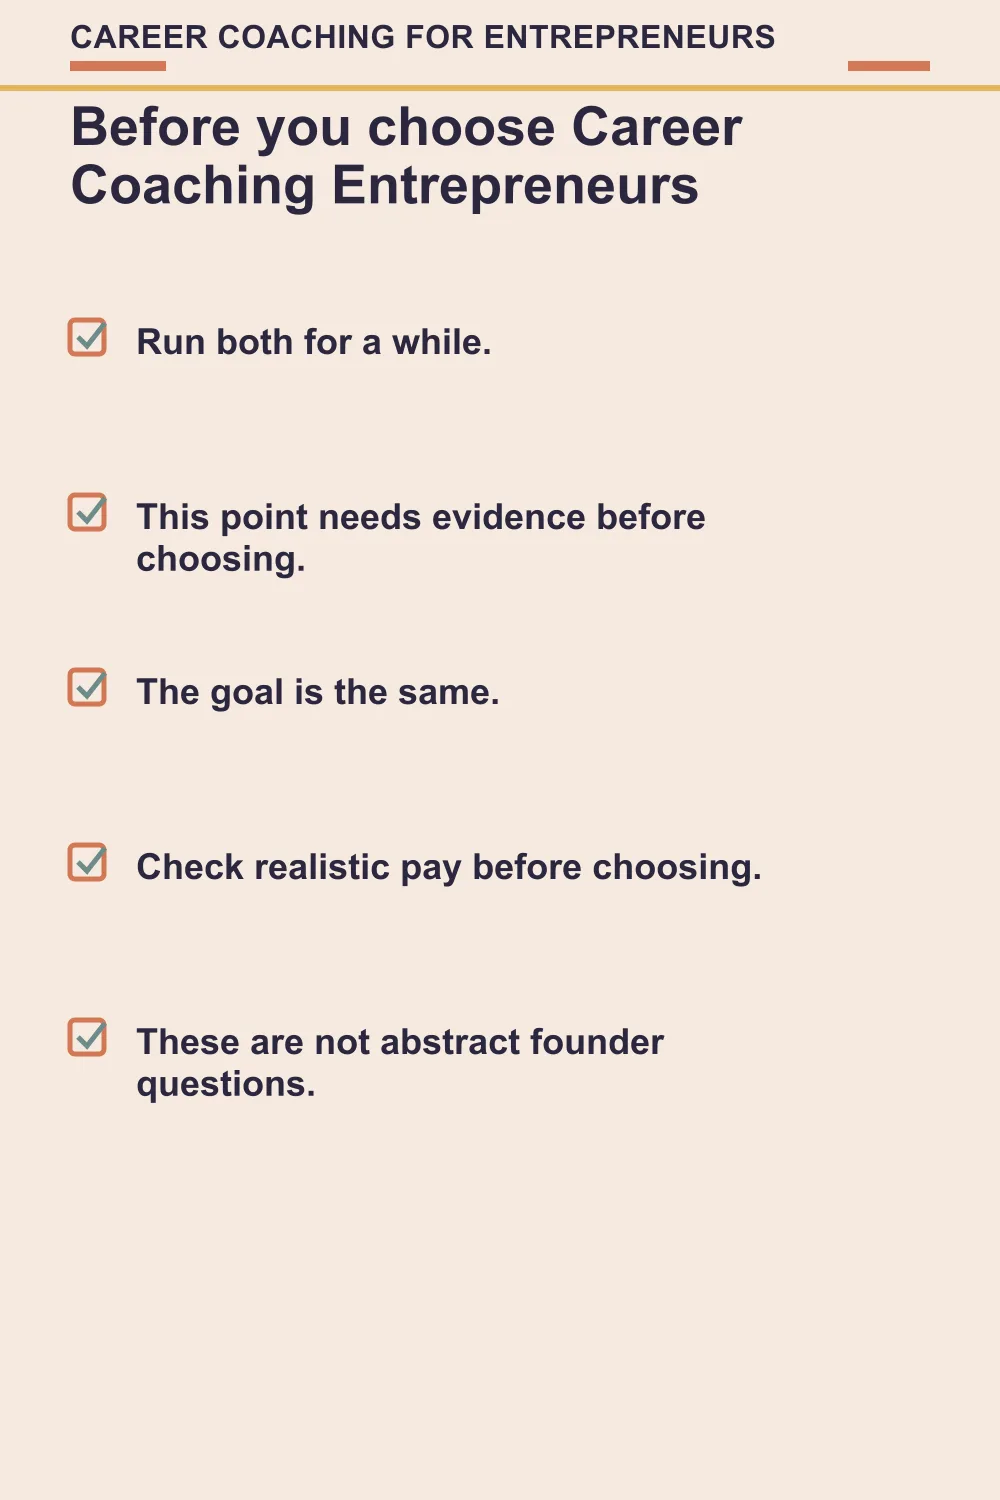 CAREER COACHING FOR ENTREPRENEURS
Before you choose Career
Coaching Entrepreneurs
Run both for a while.
This point needs evidence before
choosing.
The goal is the same.
Check realistic pay before choosing.
These are not abstract founder
questions.